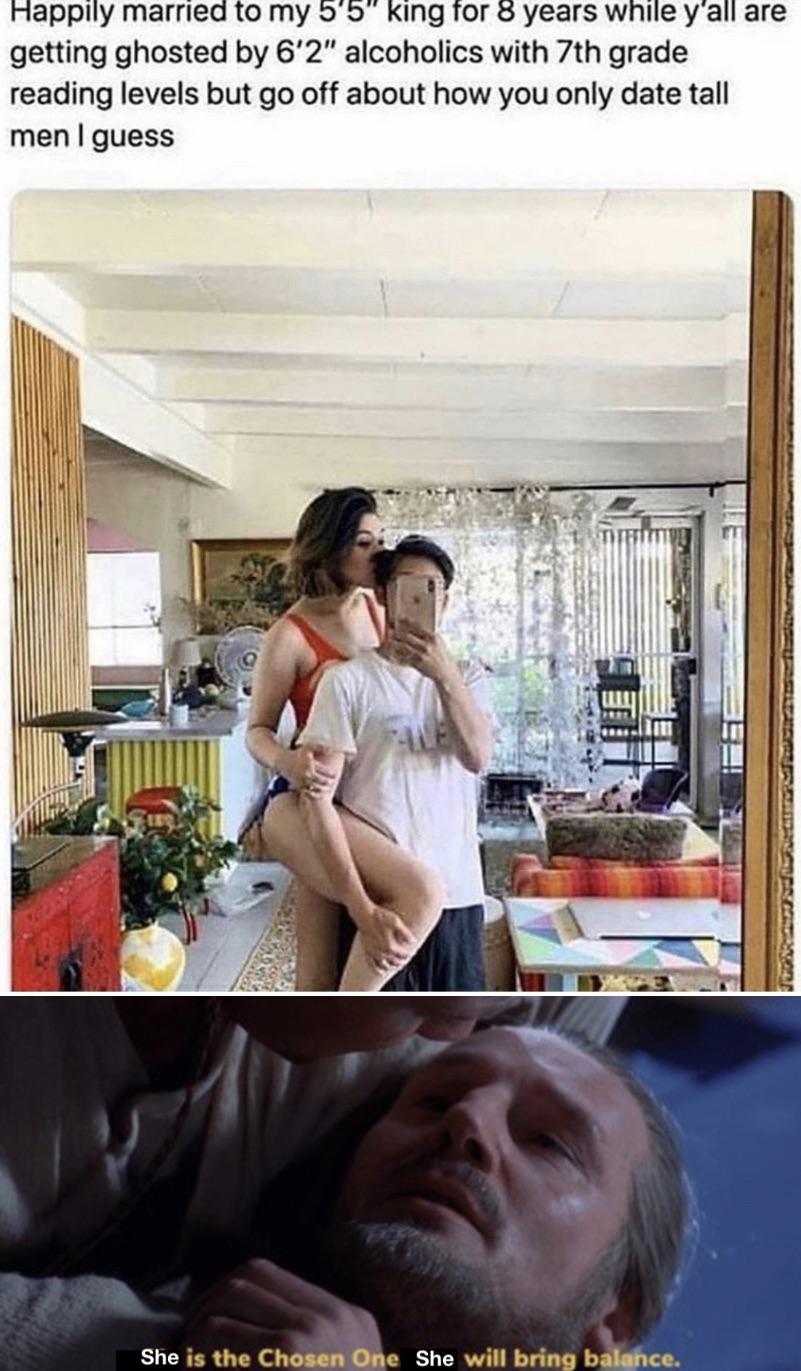 Happily married to my 5'5" king for 8 years while y'all are
getting ghosted by 6'2" alcoholics with 7th grade
reading levels but go off about how you only date tall
men I guess
She is the Chosen One She will bring balance.